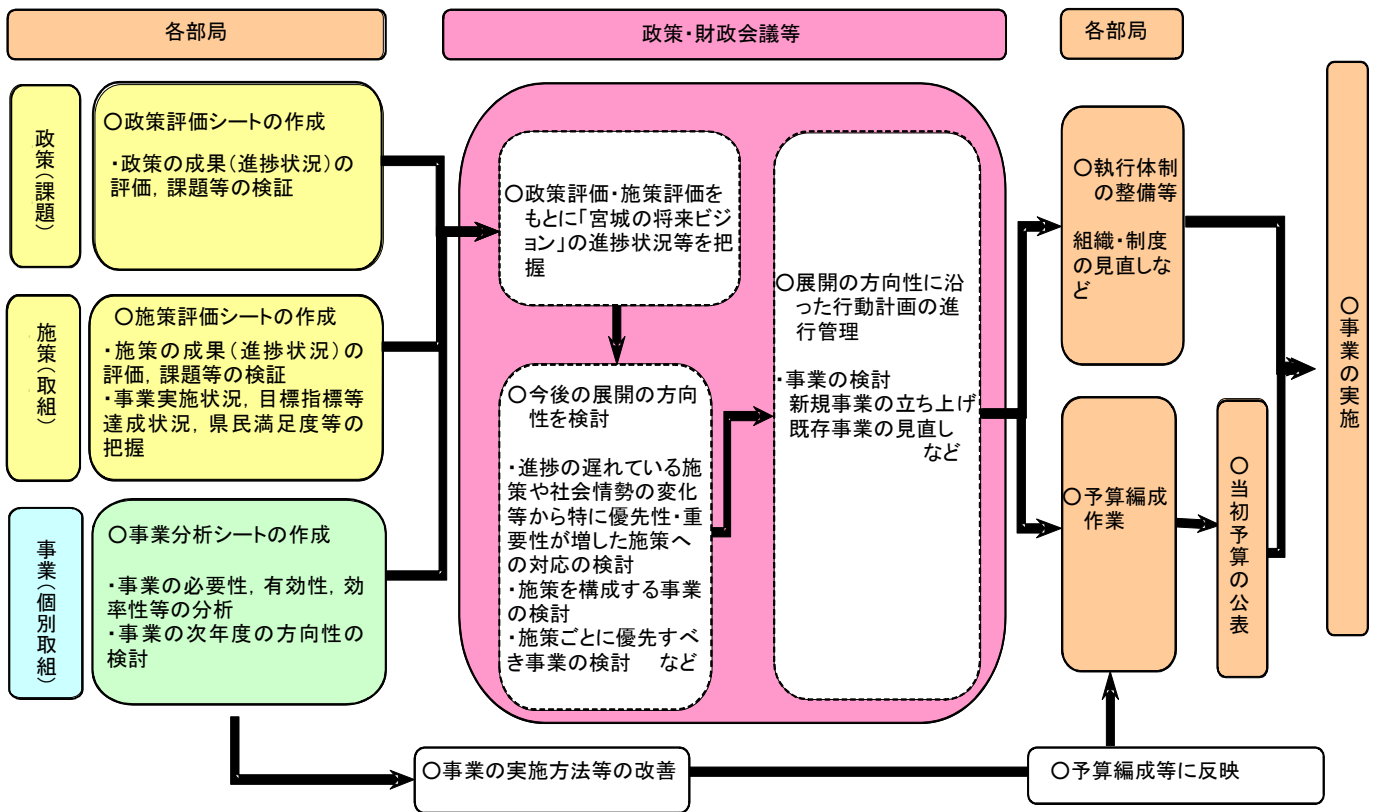 各部局
政策・財政会議等
各部局
政策(課題)
○政策評価シートの作成
・政策の成果(進捗状況)の
評価,課題等の検証
施策(取組)
○施策評価シートの作成
・施策の成果(進捗状況)の
評価,課題等の検証
・事業実施状況,目標指標等
達成状況,県民満足度等の
把握
事業(個別取組)
○事業分析シートの作成
・事業の必要性,有効性,効
率性等の分析
・事業の次年度の方向性の
検討
○政策評価・施策評価を
もとに「宮城の将来ビジ
ョン」の進捗状況等を把
握
○今後の展開の方向
性を検討
・進捗の遅れている施
策や社会情勢の変化
等から特に優先性・重
要性が増した施策へ
の対応の検討
・施策を構成する事業
の検討
・施策ごとに優先すべ
き事業の検討 など
○展開の方向性に沿
った行動計画の進
行管理
・事業の検討
新規事業の立ち上げ
既存事業の見直し
など
○執行体制
の整備等
組織・制度
の見直しな
ど
○予算編成
作業
○当初予算の公表
○事業の実施
○事業の実施方法等の改善
○予算編成等に反映